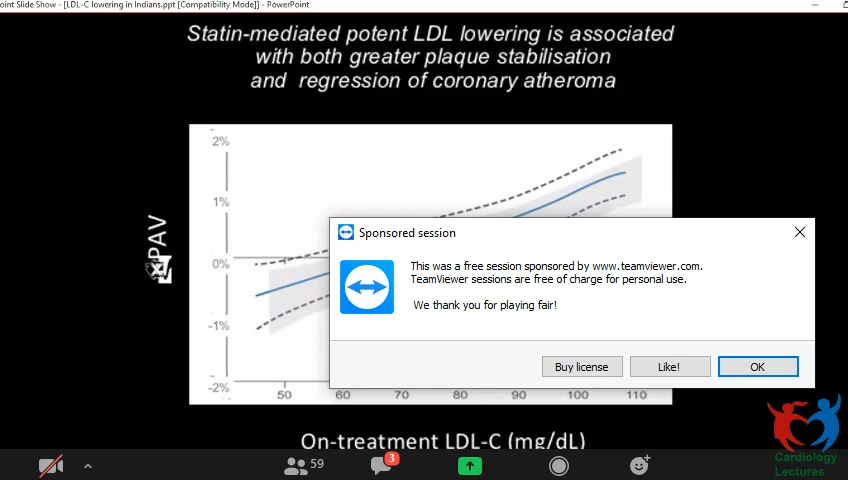 oint Slide Show - [LDL-C lowering in Indians.ppt [Compatibility Mode]] - PowerPoint
Statin-mediated potent LDL lowering is associated
with both greater plaque stabilisation
and regression of coronary atheroma
2%
1%
0%
-1%
-2%
PAV
Sponsored session
This was a free session sponsored by www.teamviewer.com.
TeamViewer sessions are free of charge for personal use.
We thank you for playing fair!
Buy license
Like!
OK
50 60 70 80 90 100 110
On-treatment LDL-C (mg/dL)
59
3
Cardiology
Lectures